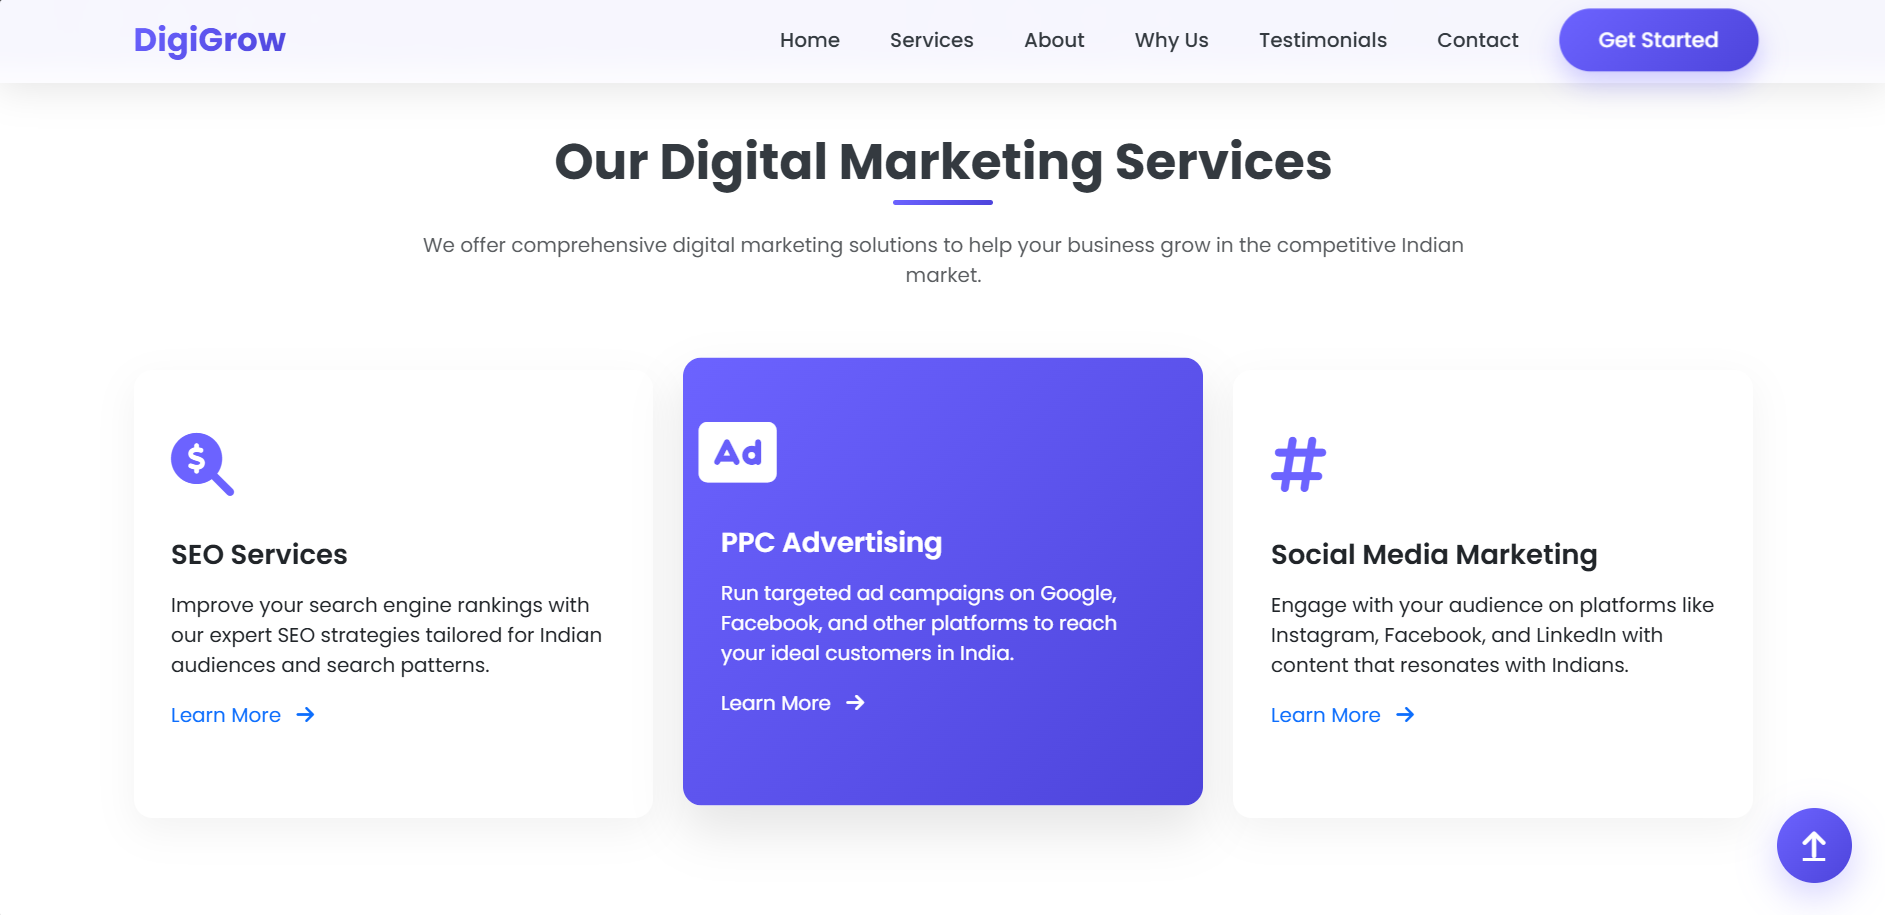 DigiGrow
Home
Services
About
Why Us
Testimonials
Contact
Get Started
Our Digital Marketing Services
We offer comprehensive digital marketing solutions to help your business grow in the competitive Indian
market.
$
SEO Services
Improve your search engine rankings with
our expert SEO strategies tailored for Indian
audiences and search patterns.
Learn More
Ad
PPC Advertising
Run targeted ad campaigns on Google,
Facebook, and other platforms to reach
your ideal customers in India.
Learn More
#
Social Media Marketing
Engage with your audience on platforms like
Instagram, Facebook, and LinkedIn with
content that resonates with Indians.
Learn More